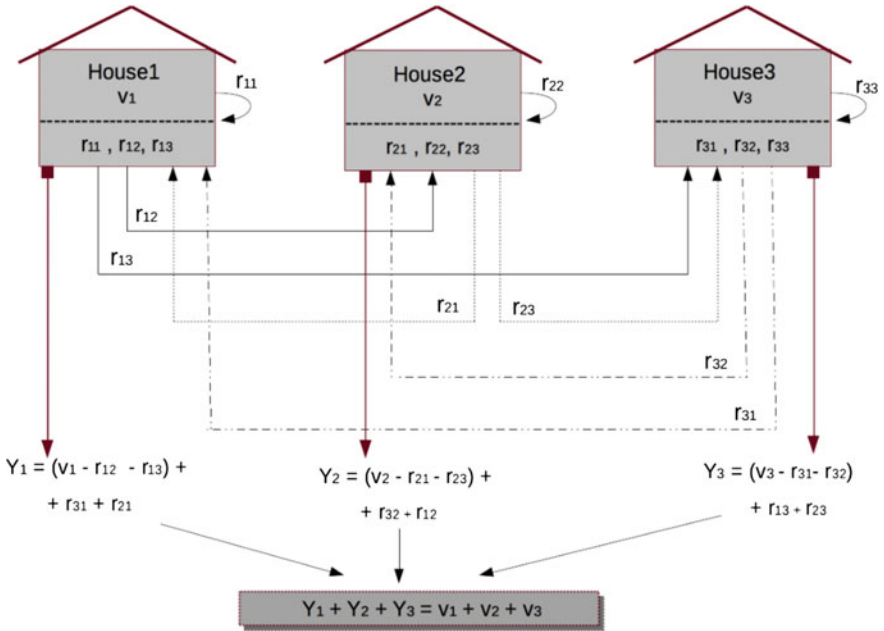 House1
v1
r11
r11 , r12, r13
House2
v2
r22
r21 , r22, r23
House3
v3
r33
r31 , r32, r33
r12
r13
r21
r23
r32
r31
Y1 = (v1 - r12 - r13) +
+ r31 + r21
Y2 = (v2 - r21 - r23) +
+ r32 + r12
Y3 = (v3 - r31- r32)
+ r13 + r23
Y1 + Y2 + Y3 = v1 + v2 + v3